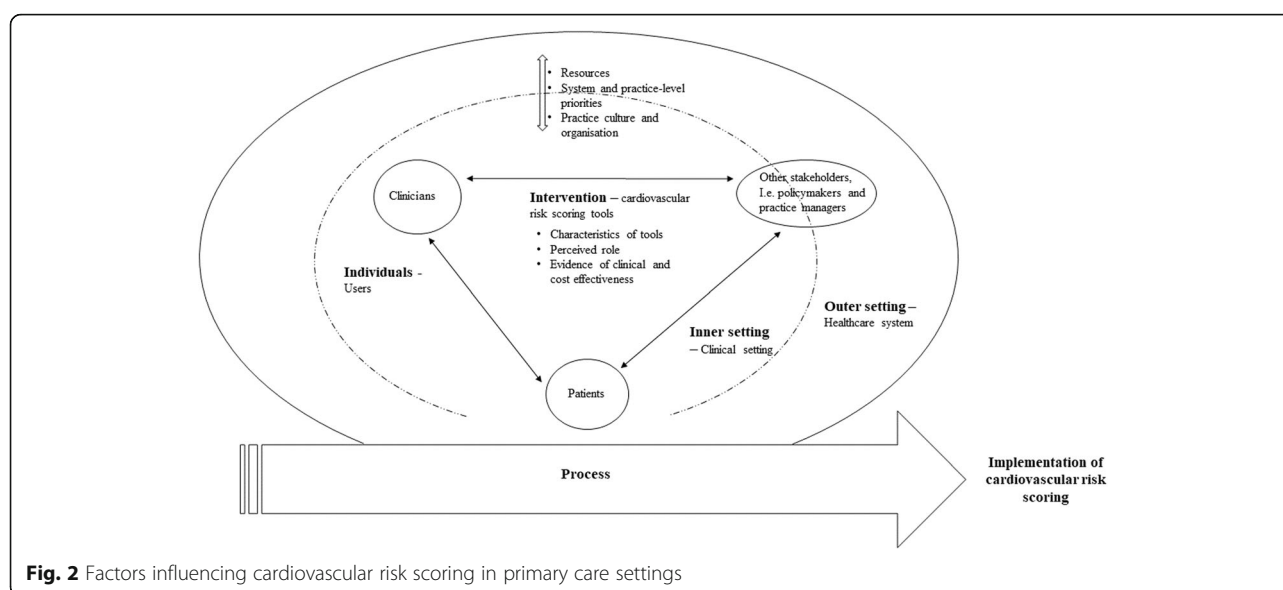 • Resources
• System and practice-level
priorities
• Practice culture and
organisation
Clinicians
Other stakeholders,
I.e. policymakers and
practice managers
Intervention – cardiovascular
risk scoring tools
• Characteristics of tools
• Perceived role
• Evidence of clinical and
cost effectiveness
Individuals -
Users
Outer setting –
Healthcare system
Inner setting
– Clinical setting
Patients
Process
Implementation of
cardiovascular risk
scoring
Fig. 2 Factors influencing cardiovascular risk scoring in primary care settings